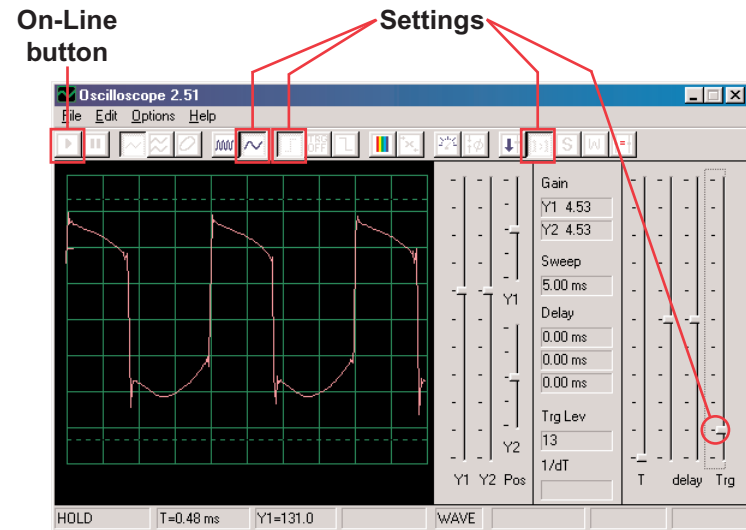 On-Line
button
Settings
Oscilloscope 2.51
File Edit Options Help
TRG
OFF
S W
Gain
Y1 4.53
Y2 4.53
Sweep
5.00 ms
Y1
Delay
0.00 ms
0.00 ms
0.00 ms
Trg Lev
13
Y2
1/dT
Y1 Y2 Pos
T delay Trg
HOLD T=0.48 ms Y1=131.0 WAVE